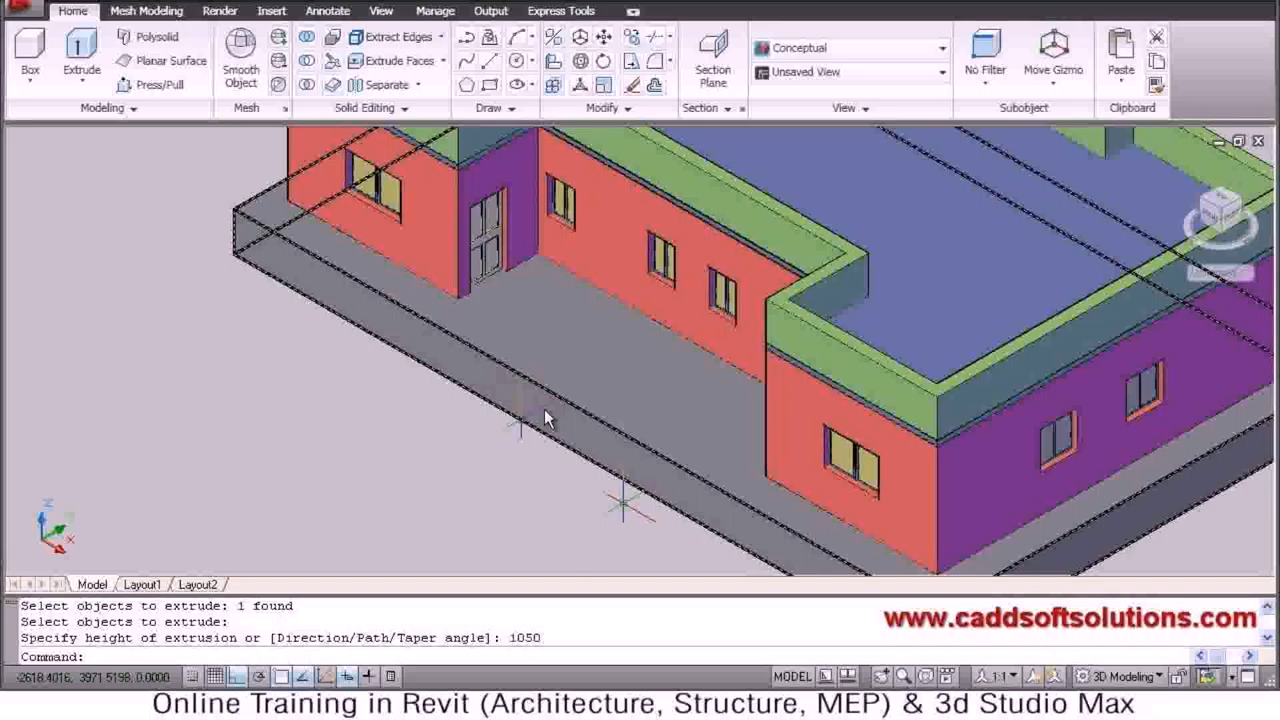 Home Mesh Modeling Render Insert Annotate View Manage Output Express Tools
Box
Extrude
Polysolid
Planar Surface
Press/Pull
Modeling
Smooth
Object
Mesh
Extract Edges
Extrude Faces
Separate
Solid Editing
Draw
Modify
Section
Plane
Section
Conceptual
Unsaved View
View
No Filter
Move Gizmo
Subobject
Paste
Clipboard
Z
X
Model Layout1 Layout2
Select objects to extrude: 1 found
Select objects to extrude:
Specify height of extrusion or [Direction/Path/Taper angle]: 1050
Command:
www.caddsoftsolutions.com
-2618.4016, 3971.5198, 0.0000 MODEL 1:1 3D Modeling
Online Training in Revit (Architecture, Structure, MEP) & 3d Studio Max